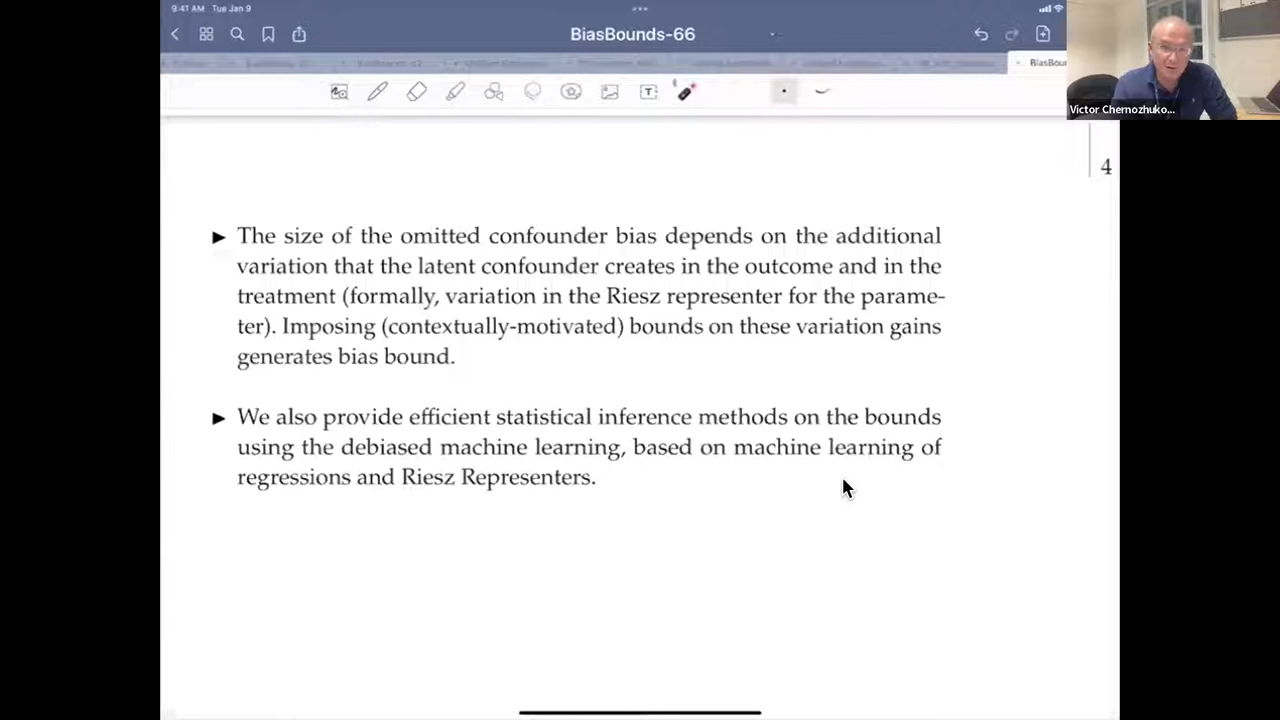 9:41 AM Tue Jan 9
BiasBounds-66
BiasBoun
Victor Chernozhuko...
4
► The size of the omitted confounder bias depends on the additional
variation that the latent confounder creates in the outcome and in the
treatment (formally, variation in the Riesz representer for the parame-
ter). Imposing (contextually-motivated) bounds on these variation gains
generates bias bound.
► We also provide efficient statistical inference methods on the bounds
using the debiased machine learning, based on machine learning of
regressions and Riesz Representers.